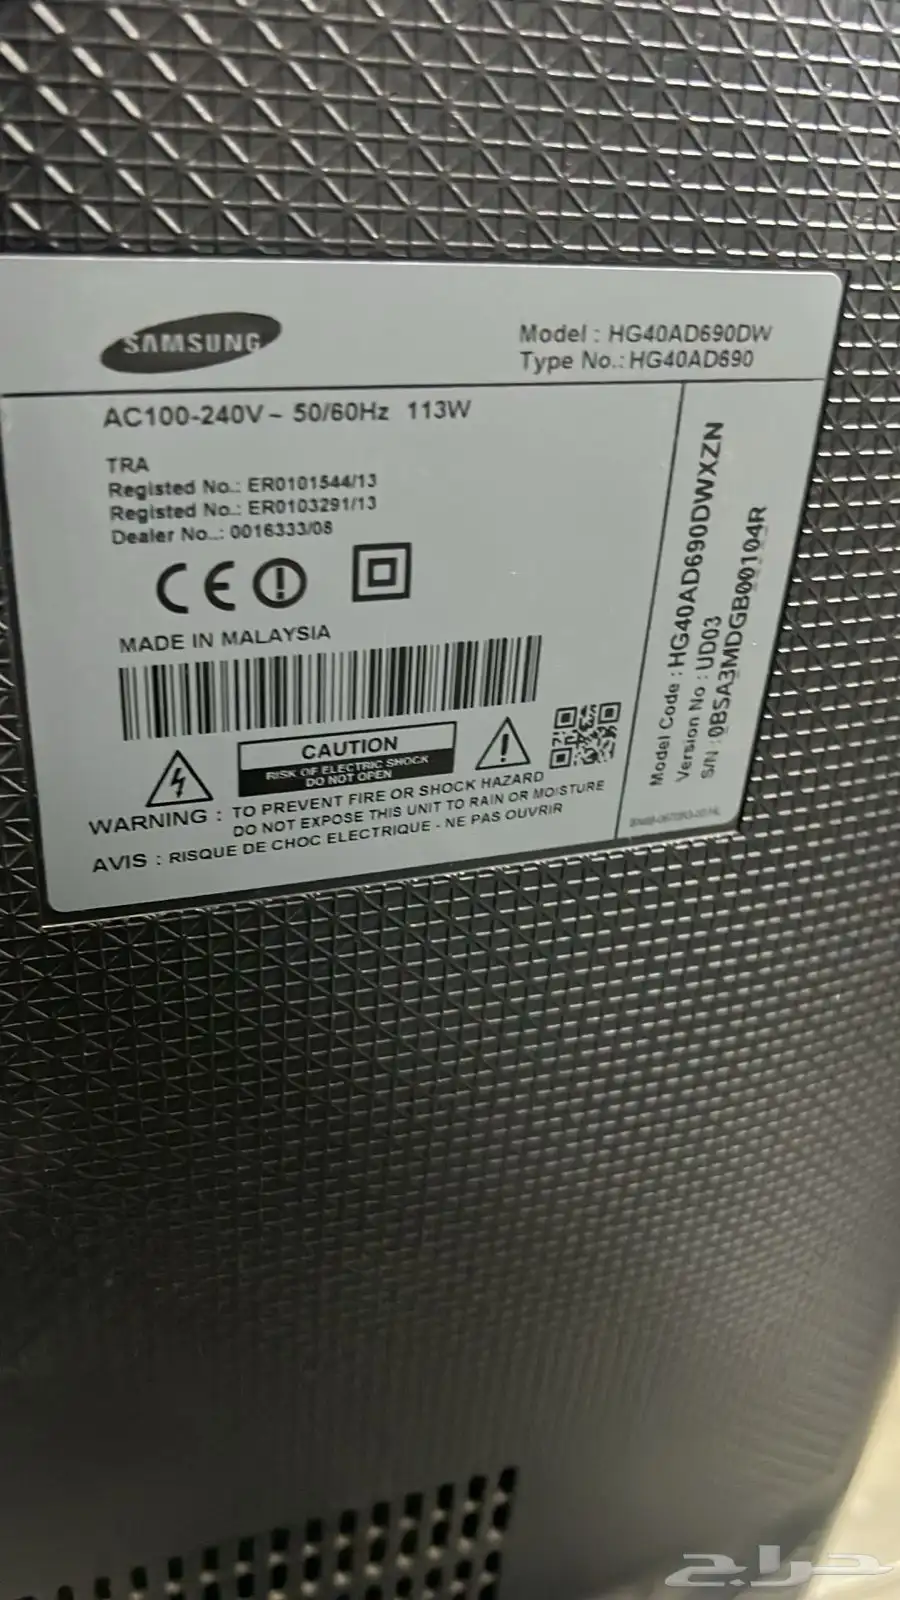 SAMSUNG
Model : HG40AD690DW
Type No.: HG40AD690
AC100-240V~ 50/60Hz 113W
TRA
Registed No.: ER0101544/13
Registed No.: ER0103291/13
Dealer No..: 0016333/08
CE
MADE IN MALAYSIA
CAUTION
RISK OF ELECTRIC SHOCK
DO NOT OPEN
WARNING : TO PREVENT FIRE OR SHOCK HAZARD
DO NOT EXPOSE THIS UNIT TO RAIN OR MOISTURE
AVIS : RISQUE DE CHOC ELECTRIQUE - NE PAS OUVRIR
Model Code : HG40AD690DWXZN
Version No : UD03
S/N : 0BSA3MDGB00104R
حراج